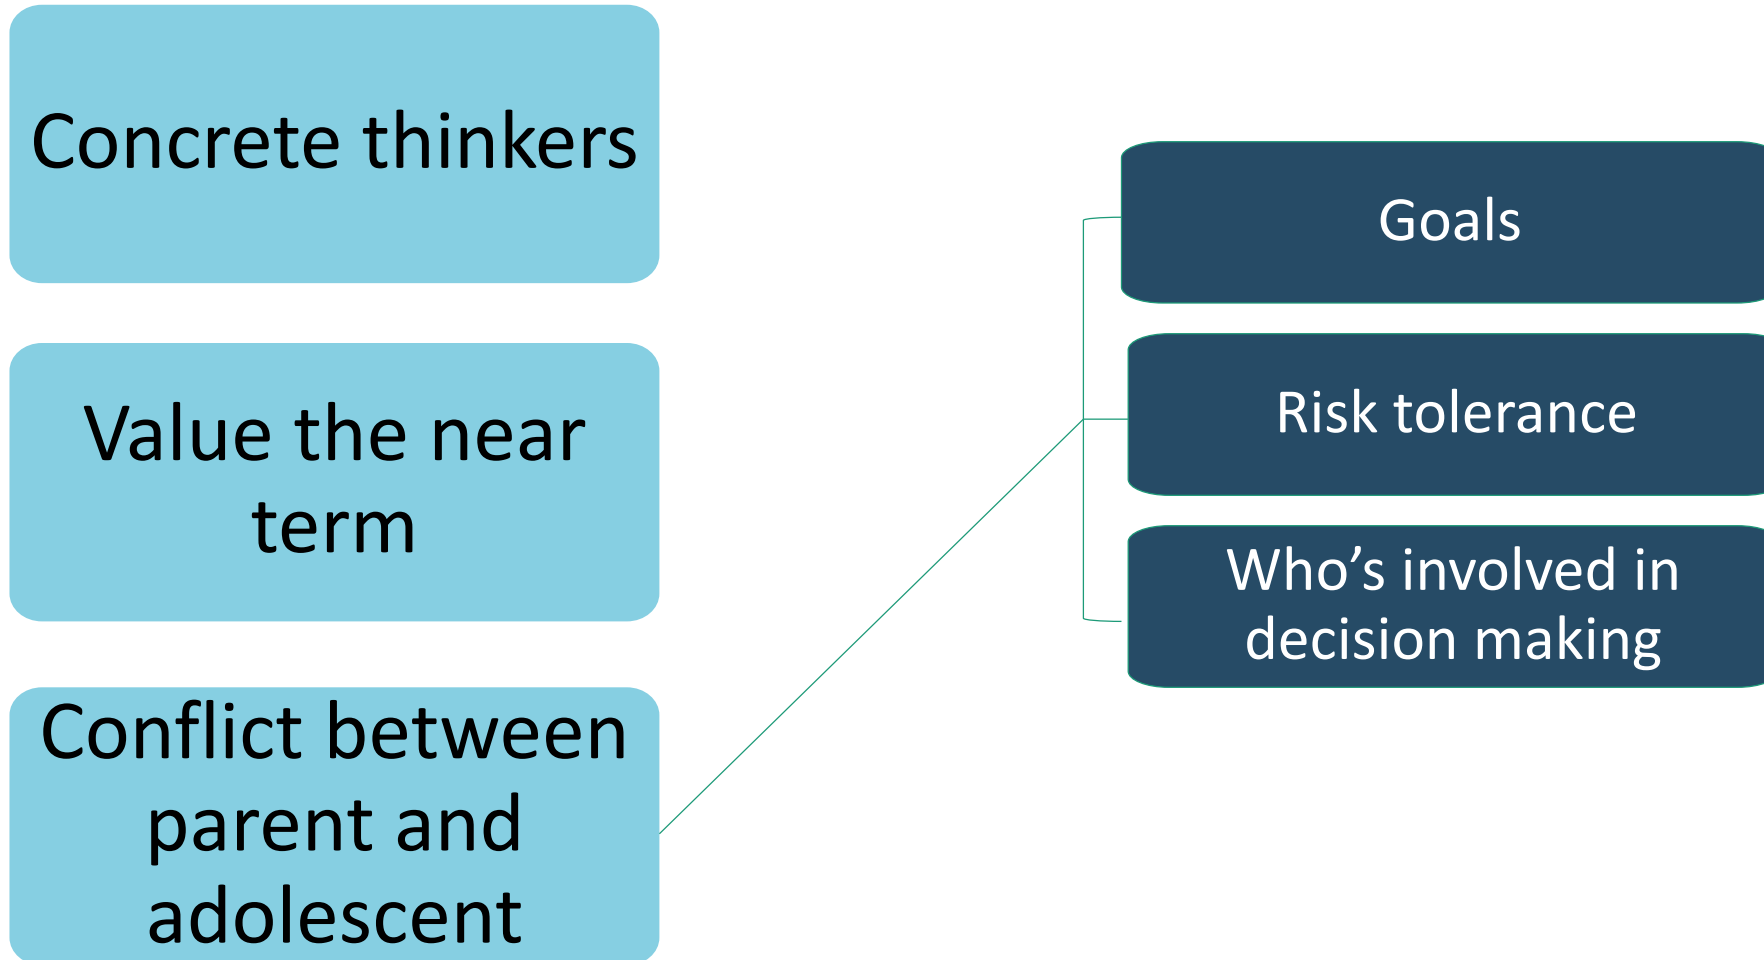 Concrete thinkers
Value the near
term
Conflict between
parent and
adolescent
Goals
Risk tolerance
Who’s involved in
decision making